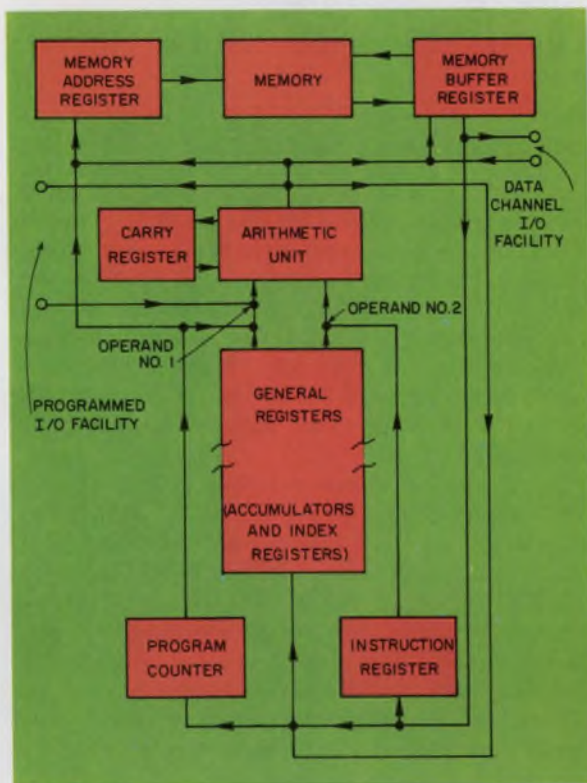 MEMORY
ADDRESS
REGISTER
MEMORY
MEMORY
BUFFER
REGISTER
DATA
CHANNEL
I/O
FACILITY
CARRY
REGISTER
ARITHMETIC
UNIT
OPERAND
NO. 1
OPERAND NO. 2
PROGRAMMED
I/O FACILITY
GENERAL
REGISTERS
(ACCUMULATORS
AND INDEX
REGISTERS)
PROGRAM
COUNTER
INSTRUCTION
REGISTER